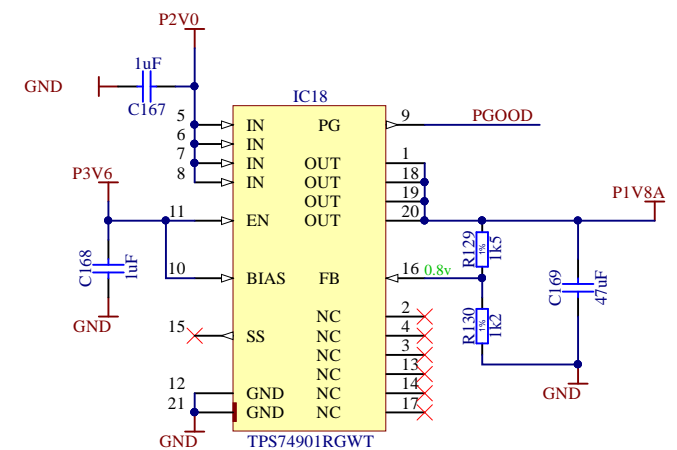 P2V0
1uF
GND
C167
IC18
5 IN PG 9 PGOOD
6 IN
7 IN OUT 1
8 IN OUT 18
OUT 19
P3V6
11 EN OUT 20
P1V8A
C168
1uF
10 BIAS FB 16 0.8v
R129
1%
1k5
C169
47uF
GND
NC 2
15 SS NC 4
NC 3
R130
1%
1k2
NC 13
12 GND NC 14
21 GND NC 17
GND
GND
TPS74901RGWT